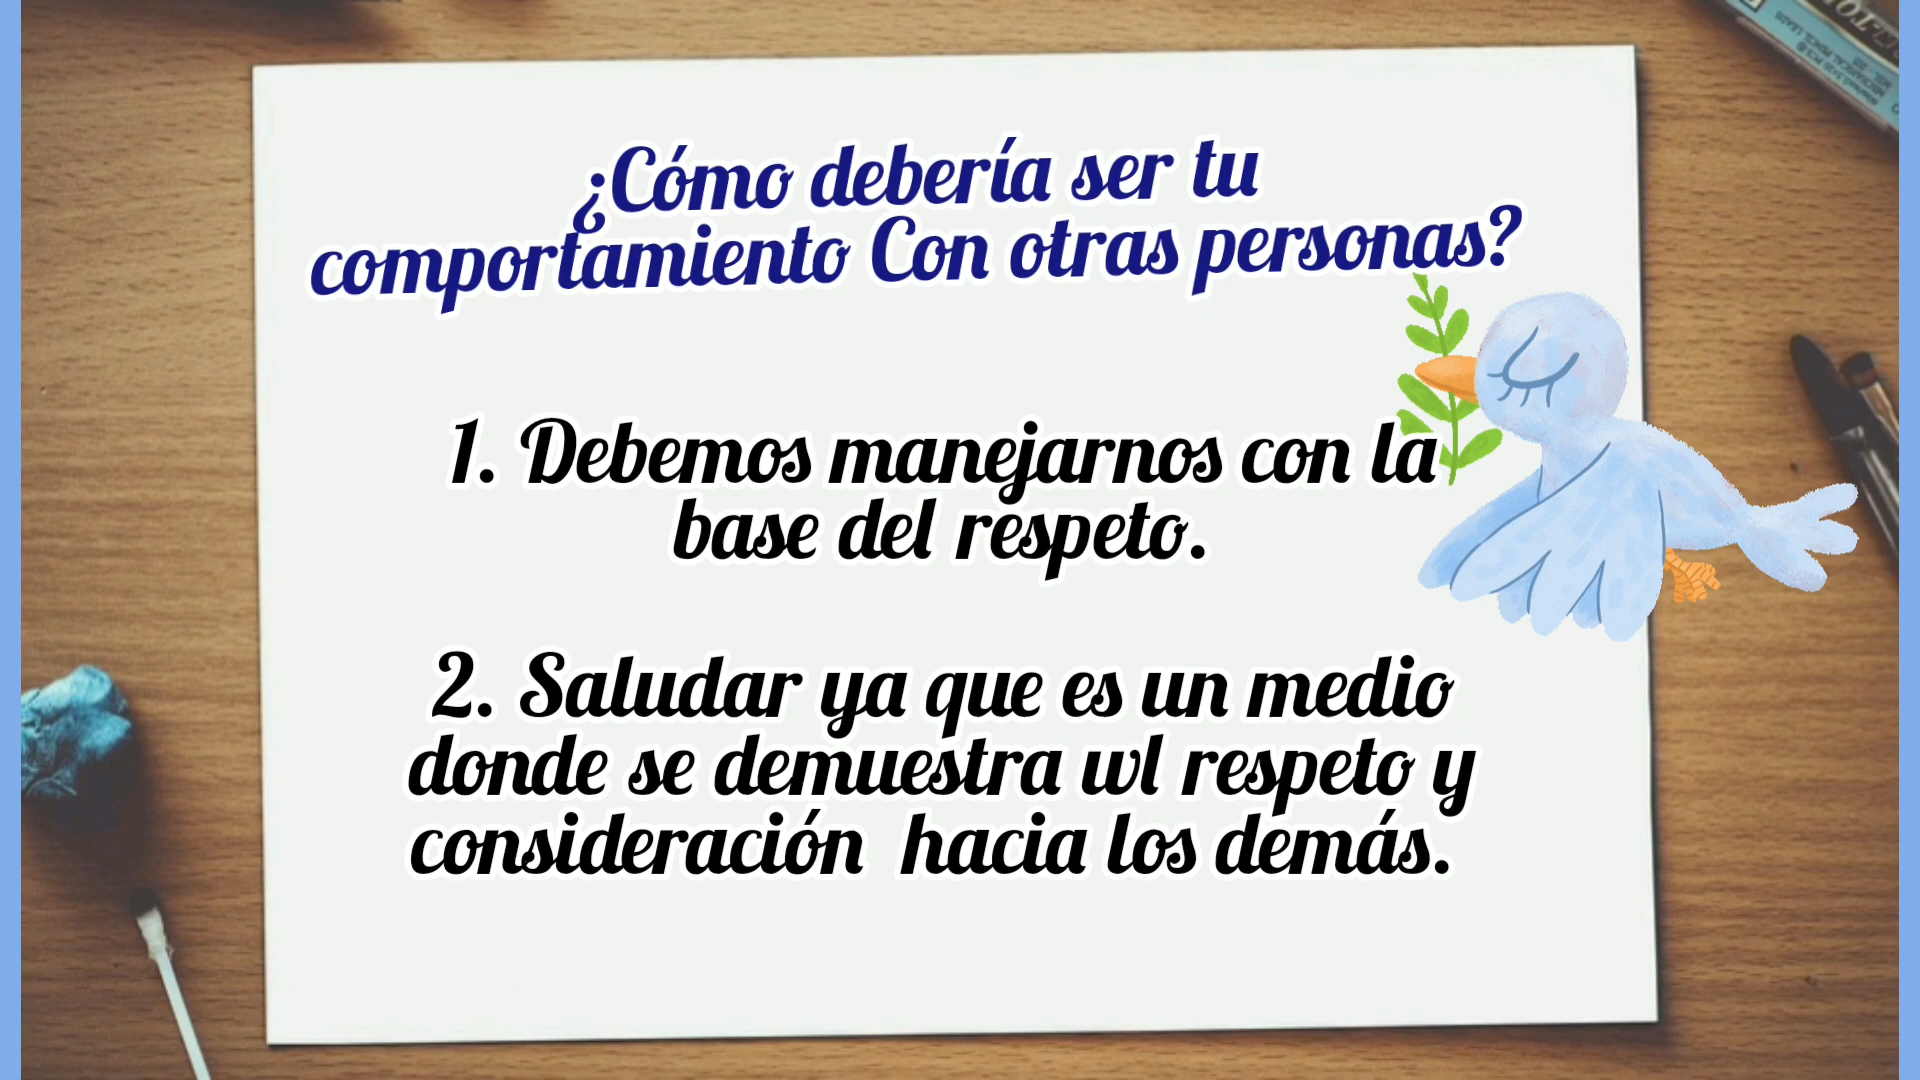 ¿Cómo debería ser tu
comportamiento Con otras personas?
1. Debemos manejarnos con la
base del respeto.
2. Saludar ya que es un medio
donde se demuestra wl respeto y
consideración hacia los demás.